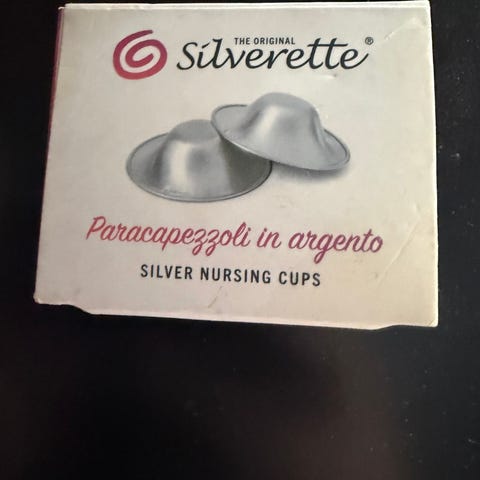 THE ORIGINAL
Silverette®
Paracapezzoli in argento
SILVER NURSING CUPS